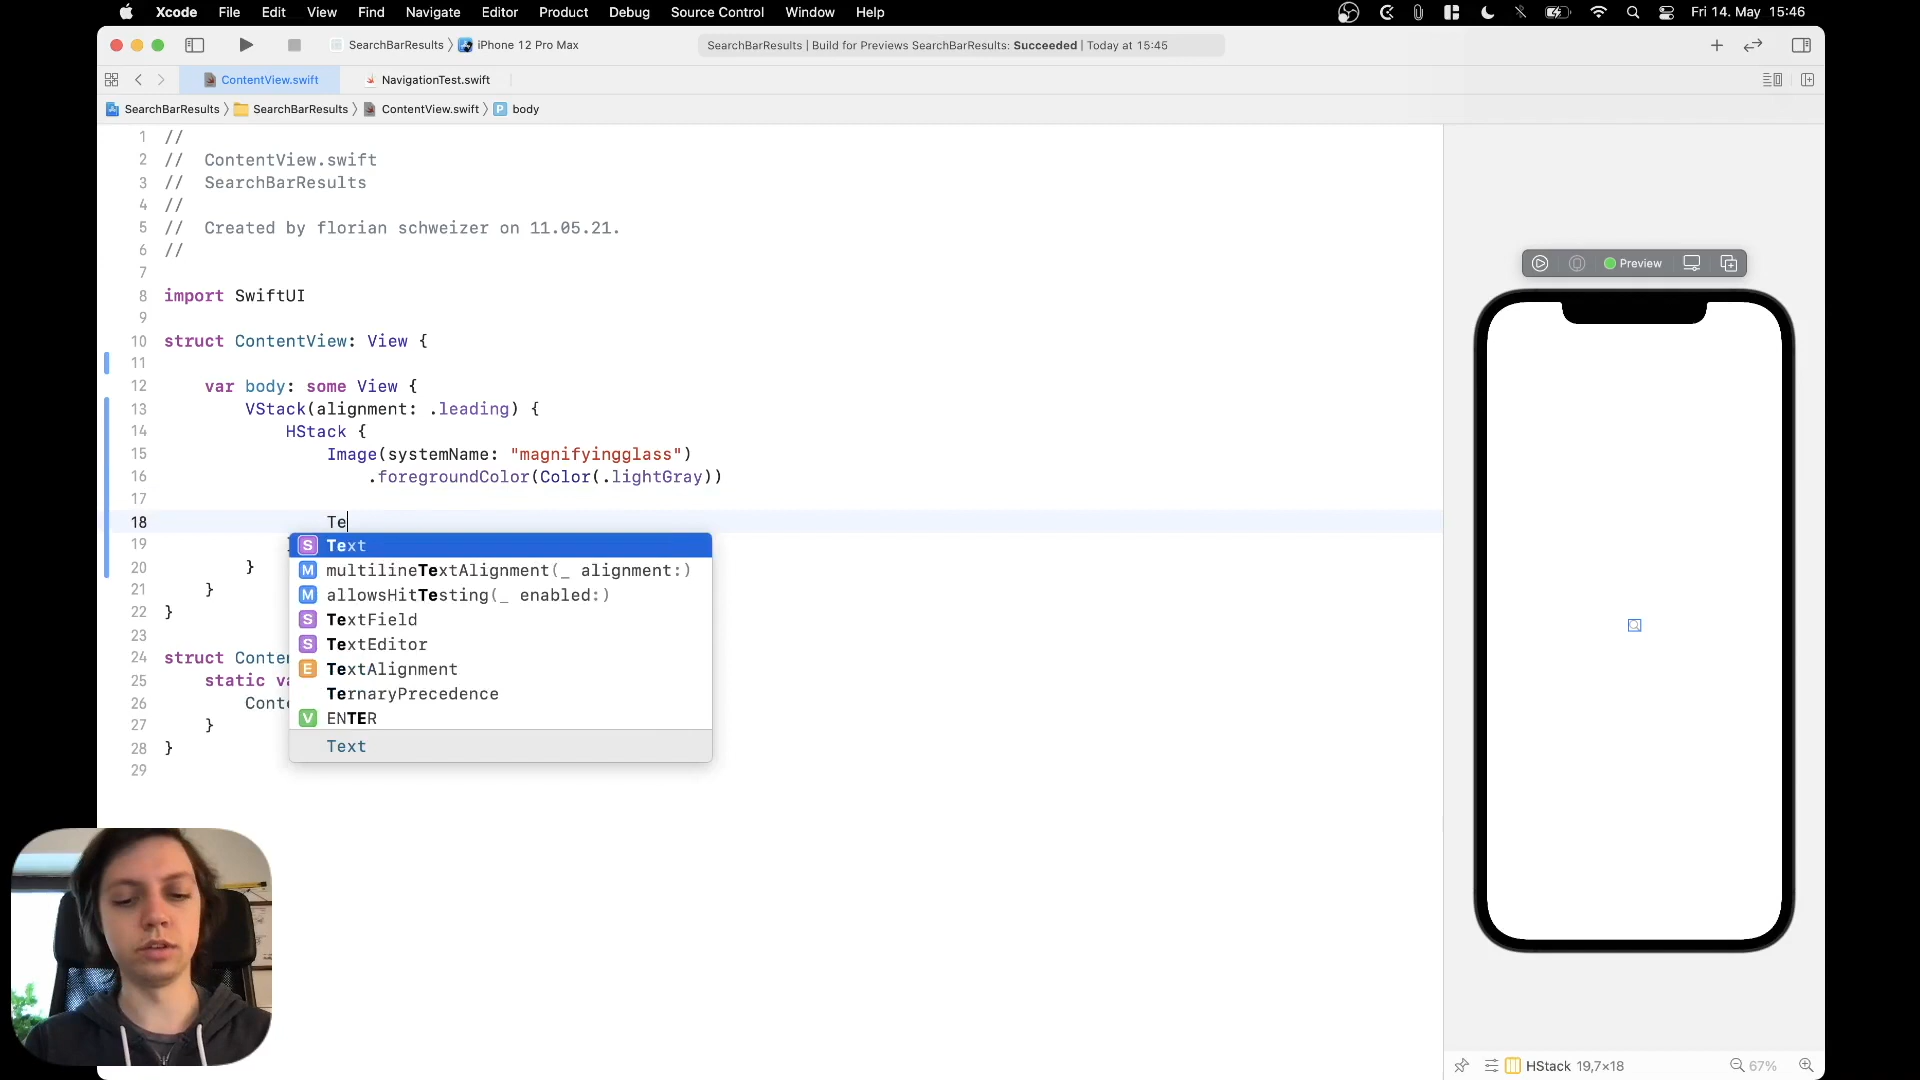 Xcode File Edit View Find Navigate Editor Product Debug Source Control Window Help Fri 14. May 15:46
SearchBarResults 〉 iPhone 12 Pro Max SearchBarResults | Build for Previews SearchBarResults: Succeeded | Today at 15:45
ContentView.swift NavigationTest.swift
SearchBarResults 〉 SearchBarResults 〉 ContentView.swift 〉 P body
1 //
2 // ContentView.swift
3 // SearchBarResults
4 //
5 // Created by florian schweizer on 11.05.21.
6 //
7
8 import SwiftUI
9
10 struct ContentView: View {
11
12 var body: some View {
13 VStack(alignment: .leading) {
14 HStack {
15 Image(systemName: "magnifyingglass")
16 .foregroundColor(Color(.lightGray))
17
18 Te
19
20 }
21 }
22 }
23
24 struct Conte
25 static va
26 Conte
27 }
28 }
29
S Text
M multilineTextAlignment(_ alignment:)
M allowsHitTesting(_ enabled:)
S TextField
S TextEditor
E TextAlignment
TernaryPrecedence
V ENTER
Text
Preview
HStack 19,7×18 67%